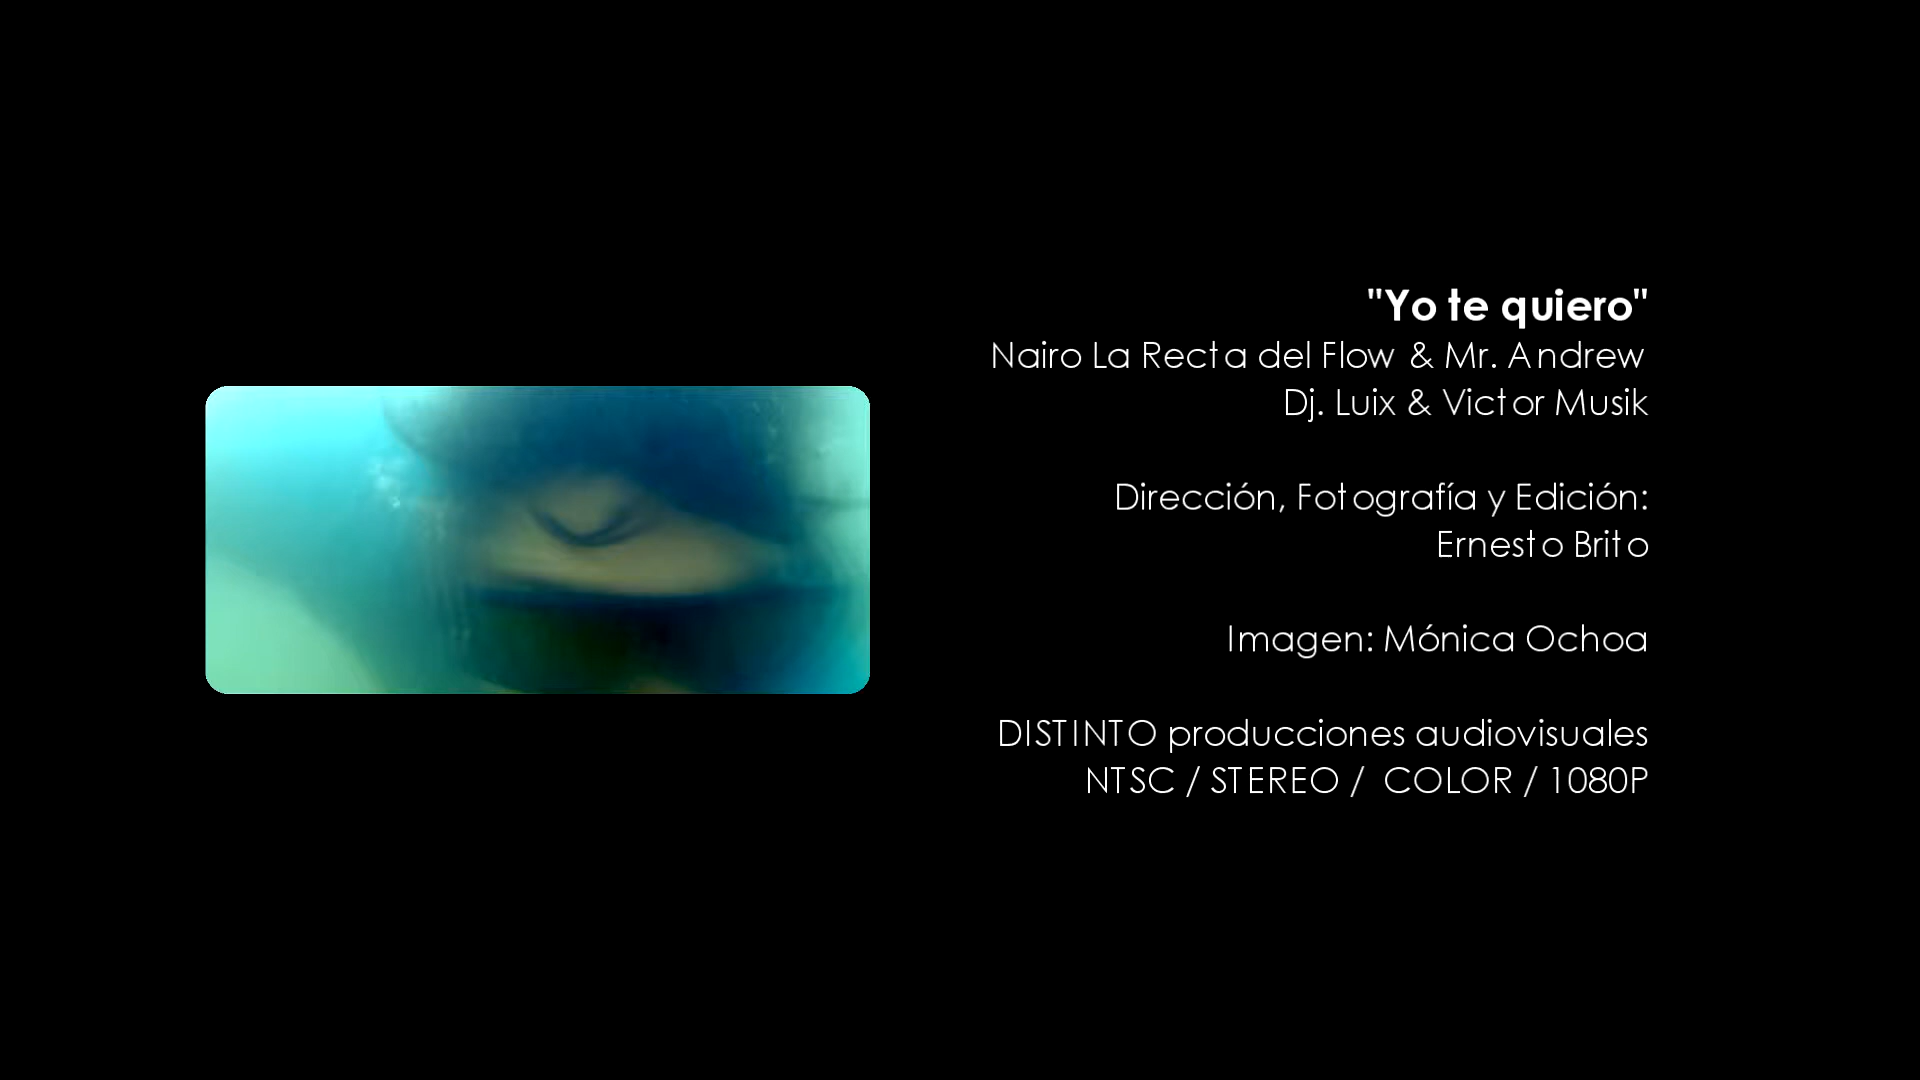 "Yo te quiero"
Nairo La Recta del Flow & Mr. Andrew
Dj. Luix & Victor Musik
Dirección, Fotografía y Edición:
Ernesto Brito
Imagen: Mónica Ochoa
DISTINTO producciones audiovisuales
NTSC / STEREO / COLOR / 1080P